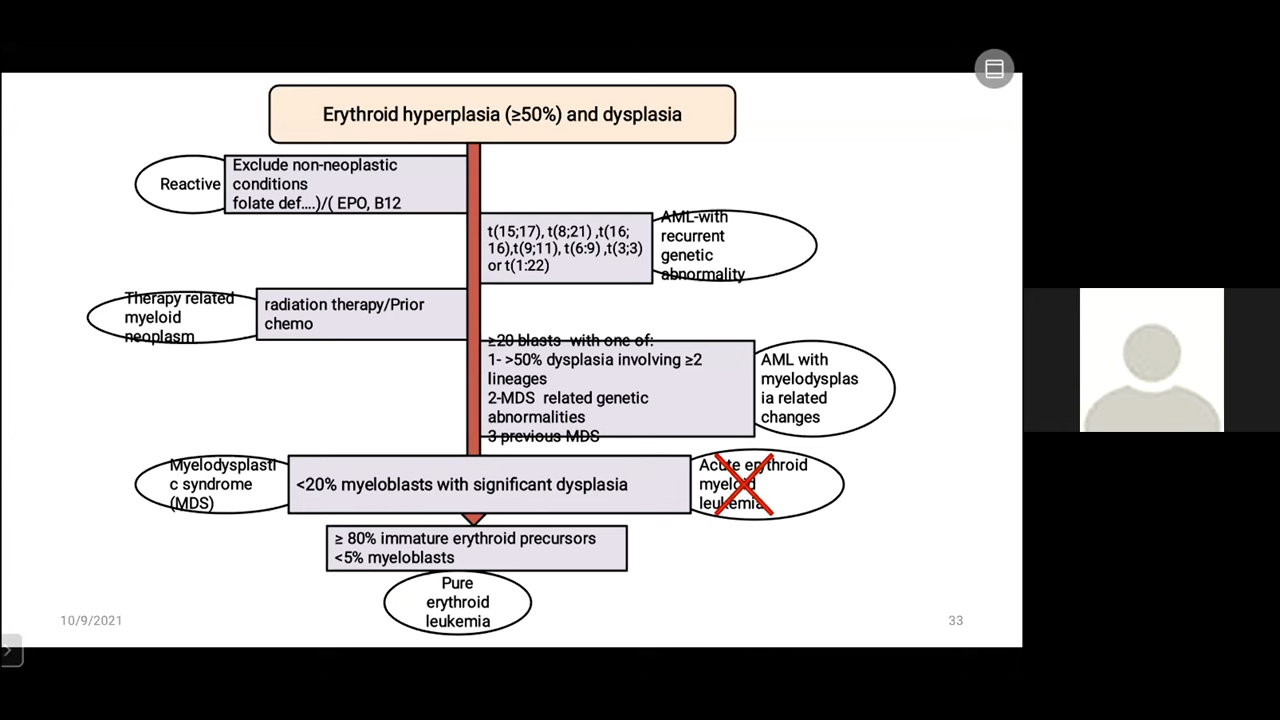 Erythroid hyperplasia (≥50%) and dysplasia
Reactive
Exclude non-neoplastic
conditions
folate def....)/( EPO, B12
t(15;17), t(8;21) ,t(16;
16),t(9;11), t(6:9) ,t(3;3)
or t(1:22)
AML-with
recurrent
genetic
abnormality
Therapy related
myeloid
neoplasm
radiation therapy/Prior
chemo
≥20 blasts with one of:
1- >50% dysplasia involving ≥2
lineages
2-MDS related genetic
abnormalities
3 previous MDS
AML with
myelodysplas
ia related
changes
Myelodysplasti
c syndrome
(MDS)
<20% myeloblasts with significant dysplasia
Acute erythroid
myeloid
leukemia
≥ 80% immature erythroid precursors
<5% myeloblasts
Pure
erythroid
leukemia
10/9/2021
33